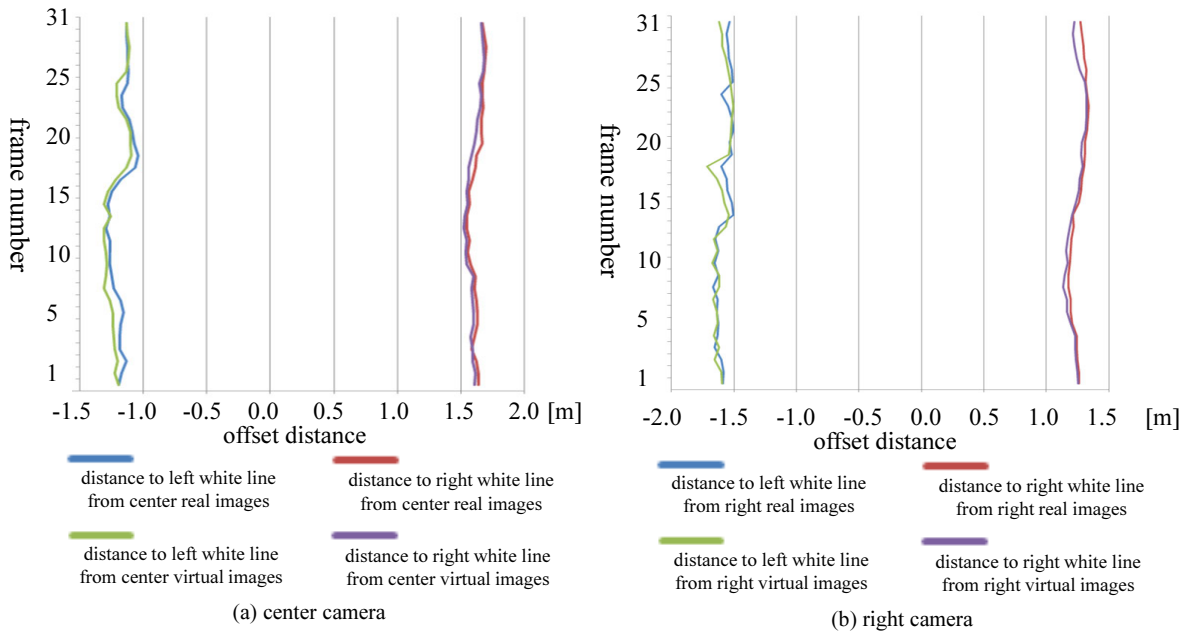 31
25
20
15
10
5
1
frame number
-1.5 -1.0 -0.5 0.0 0.5 1.0 1.5 2.0 [m]
offset distance
distance to left white line
from center real images
distance to right white line
from center real images
distance to left white line
from center virtual images
distance to right white line
from center virtual images
(a) center camera
31
25
20
15
10
5
1
frame number
-2.0 -1.5 -1.0 -0.5 0.0 0.5 1.0 1.5 [m]
offset distance
distance to left white line
from right real images
distance to right white line
from right real images
distance to left white line
from right virtual images
distance to right white line
from right virtual images
(b) right camera